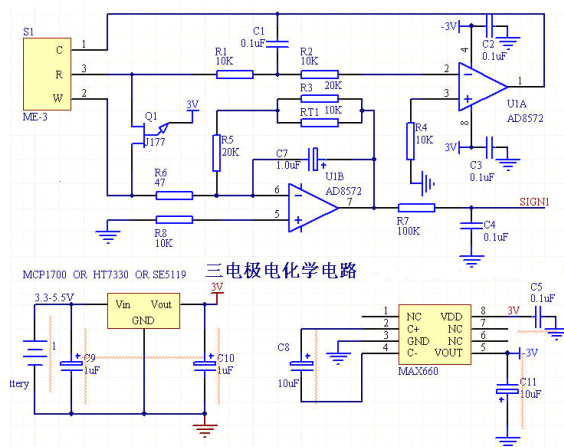 S1
C 1
R 3
W 2
ME-3
C1
0.1uF
R1
10K
R2
10K
20K
R3
10K
RT1
-3V
4
C2
0.1uF
2
3
1
U1A
AD8572
8
3V
C3
0.1uF
R4
10K
Q1
J177
3V
R5
20K
C7
1.0uF
R6
47
U1B
AD8572
6
5
7
R8
10K
R7
100K
SIGN1
C4
0.1uF
三电极电化学电路
MCP1700 OR HT7330 OR SE5119
3.3-5.5V
Vin Vout
GND
3V
1
ttery
C9
1uF
C10
1uF
C8
10uF
1 NC VDD 8 3V
2 C+ NC 7
3 GND NC 6
4 C- VOUT 5 -3V
MAX660
C5
0.1uF
C11
10uF